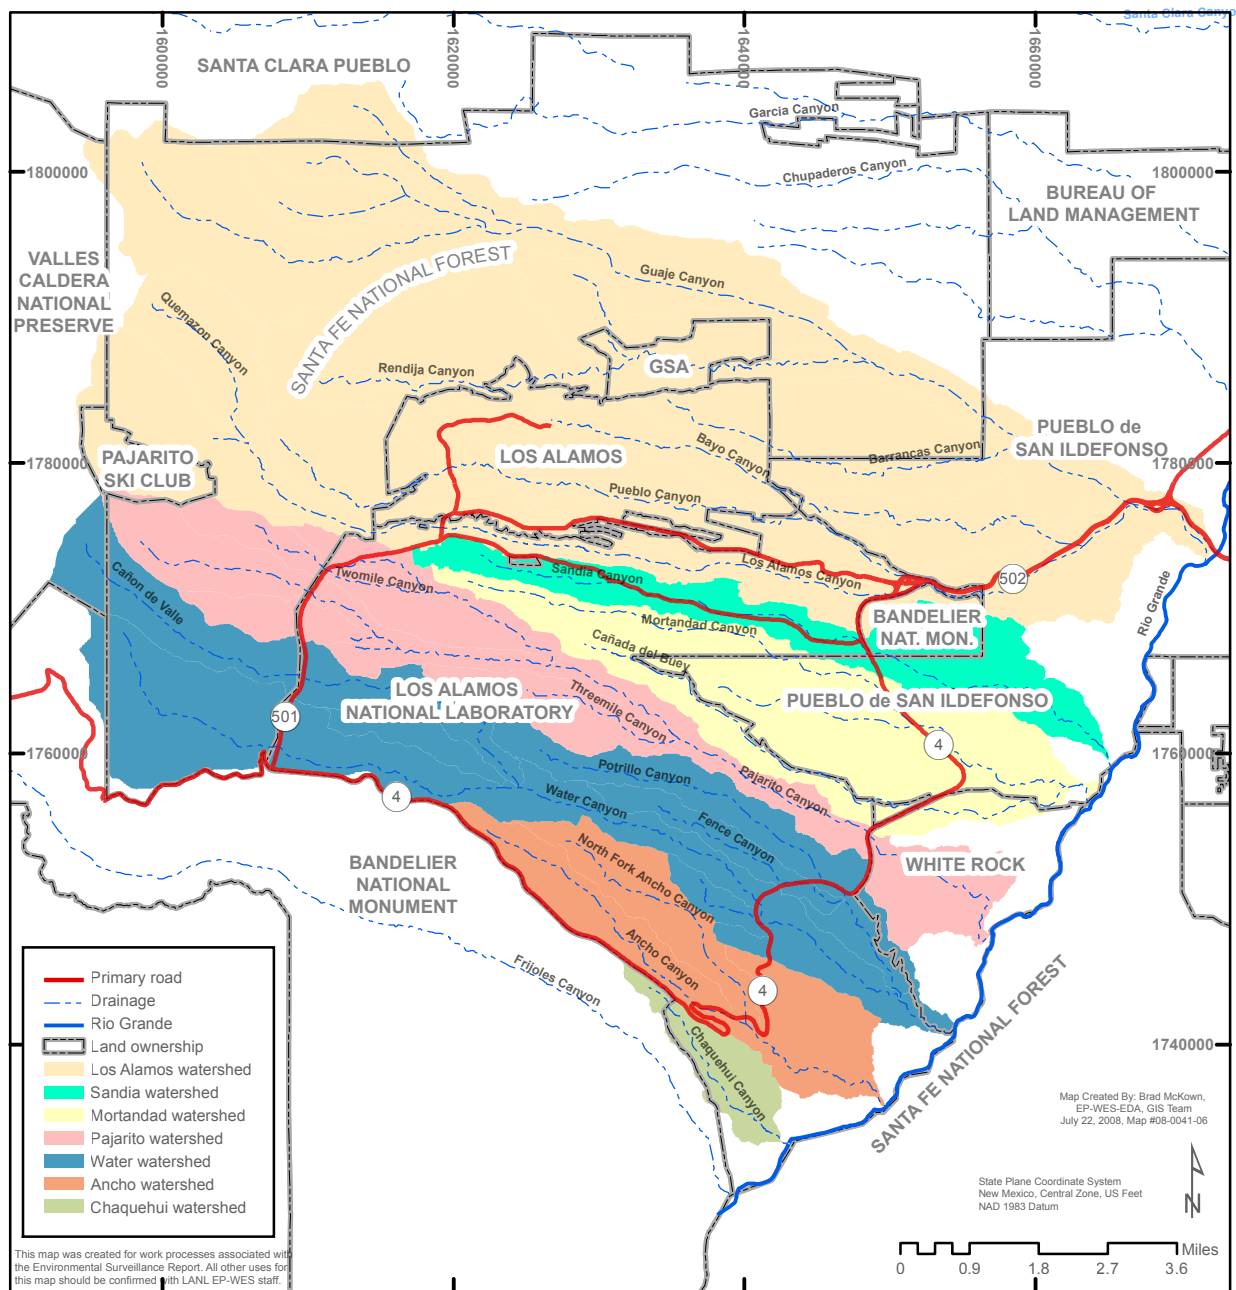 Santa Clara Canyo
1600000
1620000
1640000
1660000
SANTA CLARA PUEBLO
Garcia Canyon
Chupaderos Canyon
1800000
1800000
BUREAU OF
LAND MANAGEMENT
VALLES
CALDERA
NATIONAL
PRESERVE
SANTA FE NATIONAL FOREST
Guaje Canyon
Quemazon Canyon
Rendija Canyon
GSA
PUEBLO de
SAN ILDEFONSO
Bayo Canyon
Barrancas Canyon
LOS ALAMOS
PAJARITO
SKI CLUB
1780000
1780000
Pueblo Canyon
Los Alamos Canyon
Sandia Canyon
Twomile Canyon
Cañon de Valle
502
BANDELIER
NAT. MON.
Rio Grande
Mortandad Canyon
Cañada del Buey
LOS ALAMOS
NATIONAL LABORATORY
Threemile Canyon
PUEBLO de SAN ILDEFONSO
501
4
1760000
1760000
Potrillo Canyon
Pajarito Canyon
4
Water Canyon
Fence Canyon
North Fork Ancho Canyon
WHITE ROCK
BANDELIER
NATIONAL
MONUMENT
Ancho Canyon
Frijoles Canyon
4
Chaquehui Canyon
SANTA FE NATIONAL FOREST
1740000
Primary road
Drainage
Rio Grande
Land ownership
Los Alamos watershed
Sandia watershed
Mortandad watershed
Pajarito watershed
Water watershed
Ancho watershed
Chaquehui watershed
Map Created By: Brad McKown,
EP-WES-EDA, GIS Team
July 22, 2008, Map #08-0041-06
State Plane Coordinate System
New Mexico, Central Zone, US Feet
NAD 1983 Datum
N
Miles
0 0.9 1.8 2.7 3.6
This map was created for work processes associated with
the Environmental Surveillance Report. All other uses for
this map should be confirmed with LANL EP-WES staff.